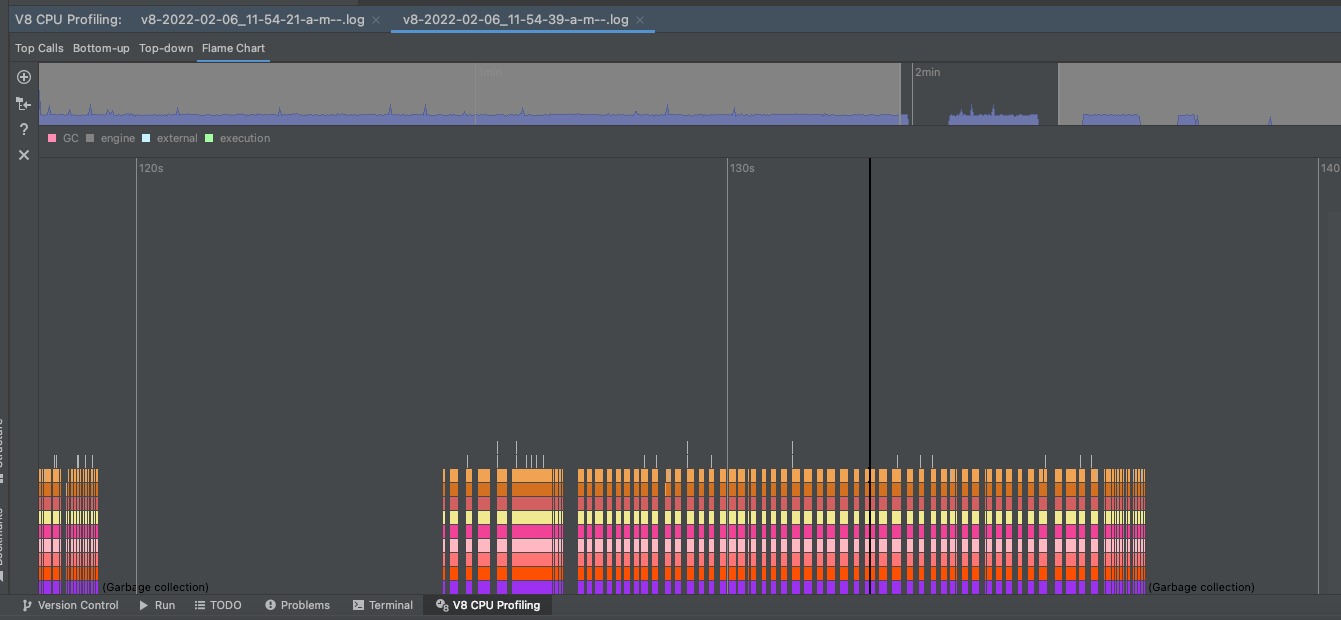 V8 CPU Profiling: v8-2022-02-06_11-54-21-a-m--.log × v8-2022-02-06_11-54-39-a-m--.log ×
Top Calls Bottom-up Top-down Flame Chart
1min 2min
GC engine external execution
120s 130s 140
(Garbage collection) (Garbage collection)
Version Control Run TODO Problems Terminal V8 CPU Profiling